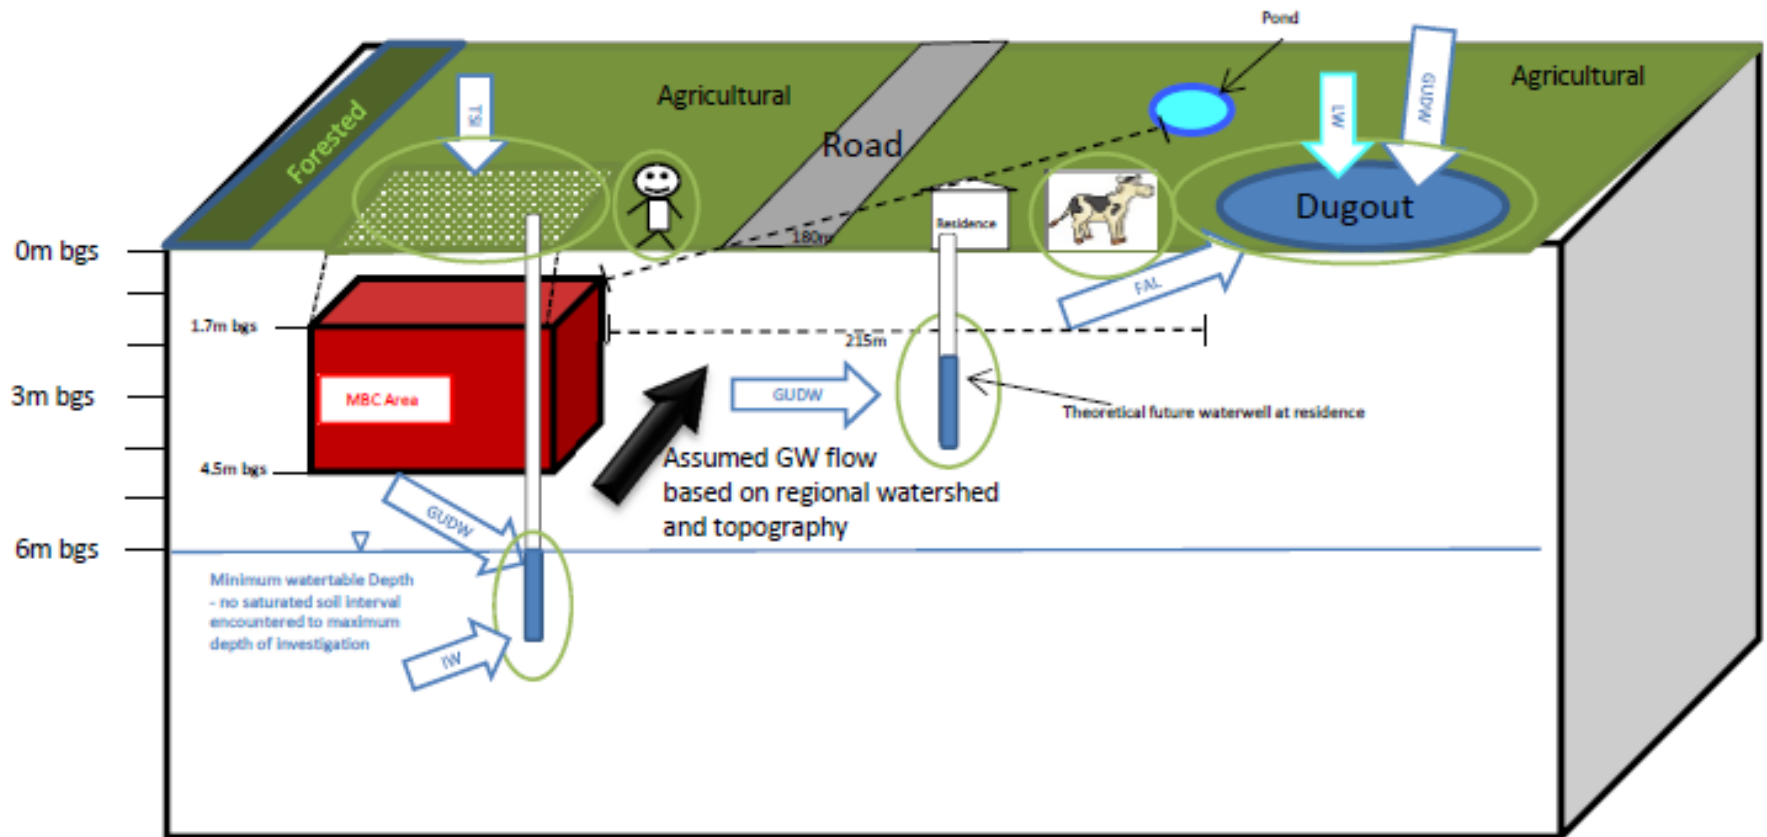 Pond
Agricultural
Agricultural
Forested
TSI
Road
LW
GUDW
Dugout
Residence
180m
0m bgs
FAL
1.7m bgs
215m
3m bgs
MBC Area
GUDW
Theoretical future waterwell at residence
4.5m bgs
Assumed GW flow
based on regional watershed
and topography
GUDW
6m bgs
Minimum watertable Depth
- no saturated soil interval
encountered to maximum
depth of investigation
IW